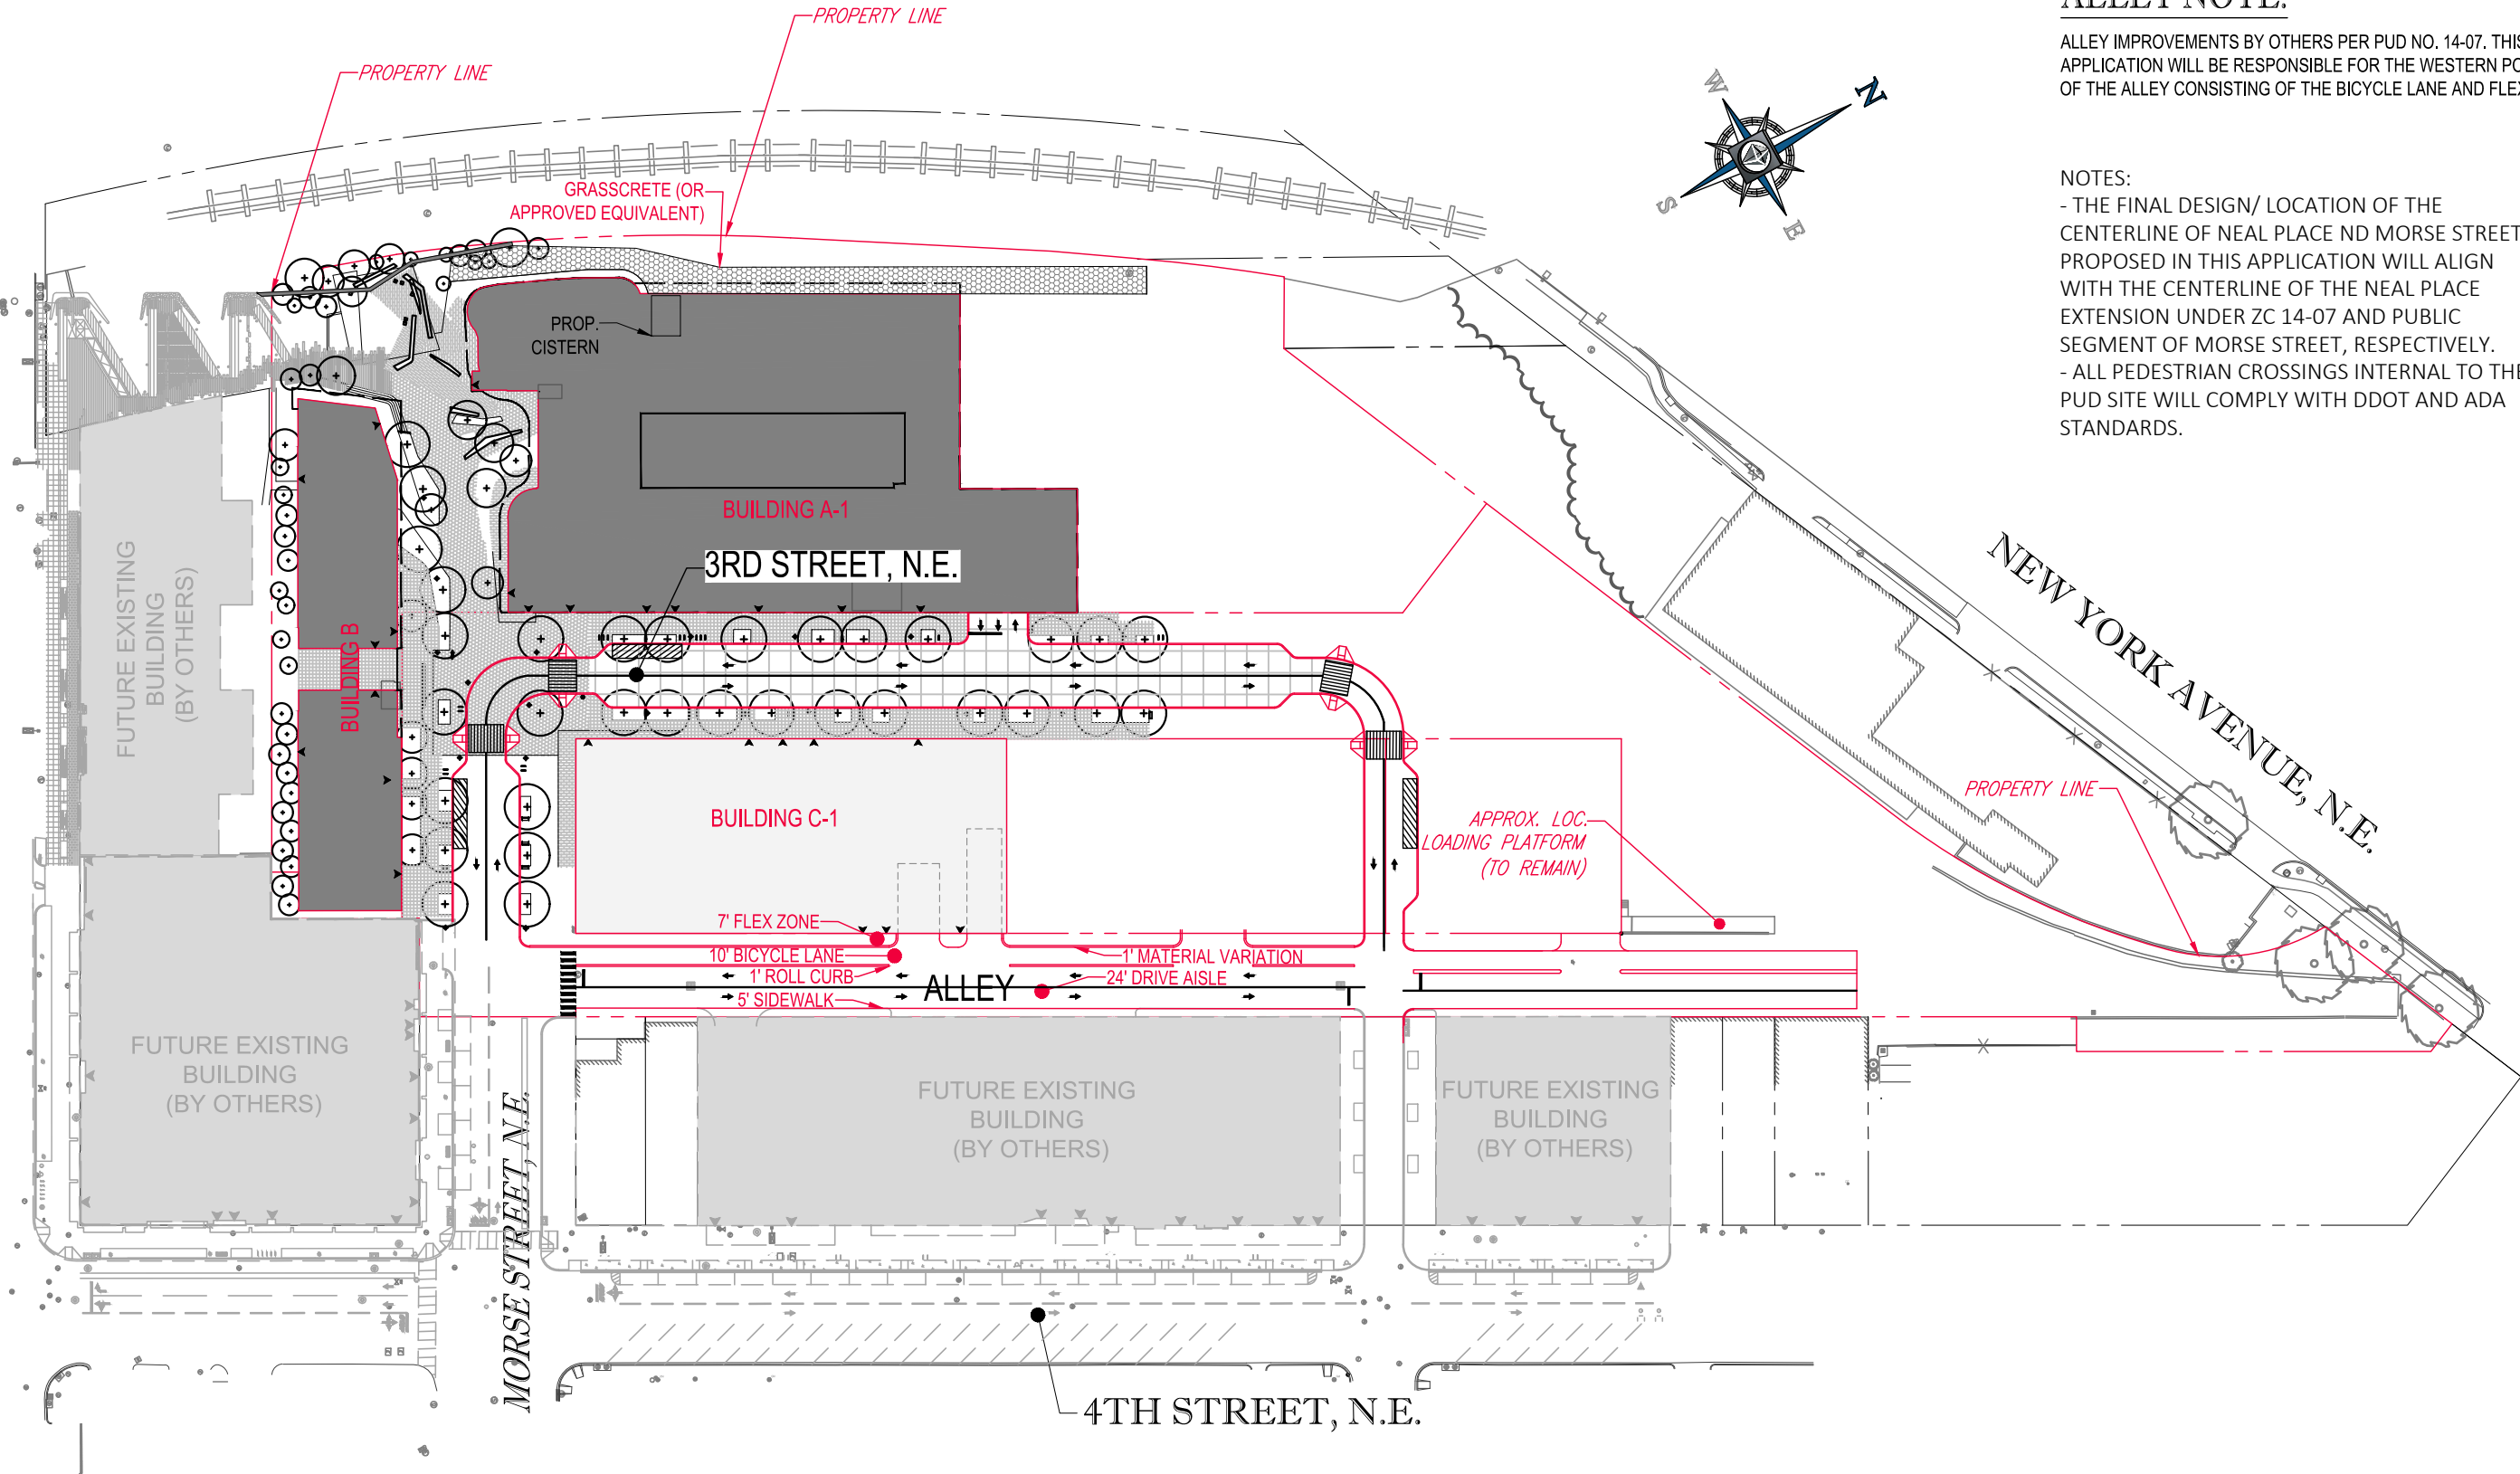 ALLEY NOTE:
ALLEY IMPROVEMENTS BY OTHERS PER PUD NO. 14-07. THIS
APPLICATION WILL BE RESPONSIBLE FOR THE WESTERN
OF THE ALLEY CONSISTING OF THE BICYCLE LANE AND
NOTES:
- THE FINAL DESIGN/ LOCATION OF THE
CENTERLINE OF NEAL PLACE ND MORSE STREET
PROPOSED IN THIS APPLICATION WILL ALIGN
WITH THE CENTERLINE OF THE NEAL PLACE
EXTENSION UNDER ZC 14-07 AND PUBLIC
SEGMENT OF MORSE STREET, RESPECTIVELY.
- ALL PEDESTRIAN CROSSINGS INTERNAL TO THE
PUD SITE WILL COMPLY WITH DDOT AND ADA
STANDARDS.
PROPERTY LINE
PROPERTY LINE
W
N
S
E
GRASSCRETE (OR
APPROVED EQUIVALENT)
PROP.
CISTERN
BUILDING A-1
3RD STREET, N.E.
FUTURE EXISTING
BUILDING
(BY OTHERS)
BUILDING B
NEW YORK AVENUE, N.E.
PROPERTY LINE
BUILDING C-1
APPROX. LOC.
LOADING PLATFORM
(TO REMAIN)
7' FLEX ZONE
10' BICYCLE LANE
1' ROLL CURB
5' SIDEWALK
ALLEY
1' MATERIAL VARIATION
24' DRIVE AISLE
FUTURE EXISTING
BUILDING
(BY OTHERS)
MORSE STREET, N.E.
FUTURE EXISTING
BUILDING
(BY OTHERS)
FUTURE EXISTING
BUILDING
(BY OTHERS)
4TH STREET, N.E.